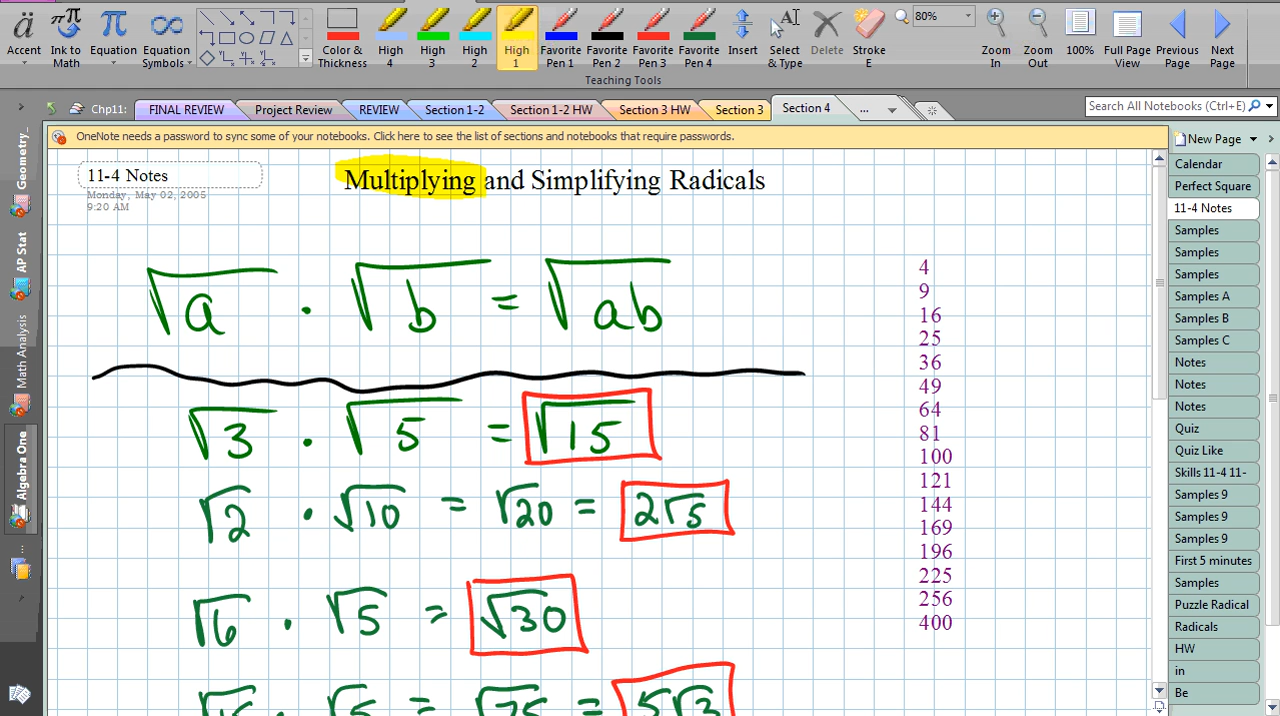 Accent
Ink to Math
Equation
Equation Symbols
Color & Thickness
High 4
High 3
High 2
High 1
Favorite Pen 1
Favorite Pen 2
Favorite Pen 3
Favorite Pen 4
Insert
Select & Type
Delete
Stroke E
80%
Zoom In
Zoom Out
100%
Full Page View
Previous Page
Next Page
Teaching Tools
Chp11:
FINAL REVIEW
Project Review
REVIEW
Section 1-2
Section 1-2 HW
Section 3 HW
Section 3
Section 4
...
Search All Notebooks (Ctrl+E)
OneNote needs a password to sync some of your notebooks. Click here to see the list of sections and notebooks that require passwords.
New Page
Geometry
AP Stat
Math Analysis
Algebra One
11-4 Notes
Monday, May 02, 2005
9:20 AM
Multiplying and Simplifying Radicals
√a · √b = √ab
√3 · √5 = √15
√2 · √10 = √20 = 2√5
√6 · √5 = √30
√15 · √5 = √75 = 5√3
4
9
16
25
36
49
64
81
100
121
144
169
196
225
256
400
Calendar
Perfect Square
11-4 Notes
Samples
Samples
Samples
Samples A
Samples B
Samples C
Notes
Notes
Notes
Quiz
Quiz Like
Skills 11-4 11-
Samples 9
Samples 9
Samples 9
First 5 minutes
Samples
Puzzle Radical
Radicals
HW
in
Be